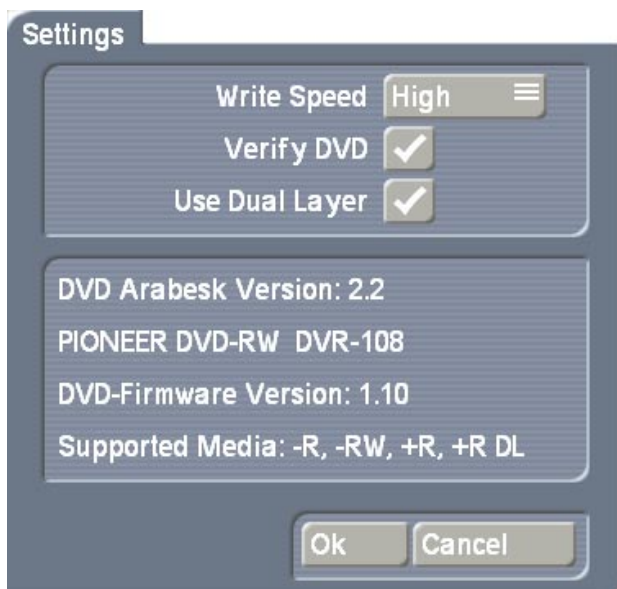 Settings
Write Speed High
Verify DVD
Use Dual Layer
DVD Arabesk Version: 2.2
PIONEER DVD-RW  DVR-108
DVD-Firmware Version: 1.10
Supported Media: -R, -RW, +R, +R DL
Ok Cancel